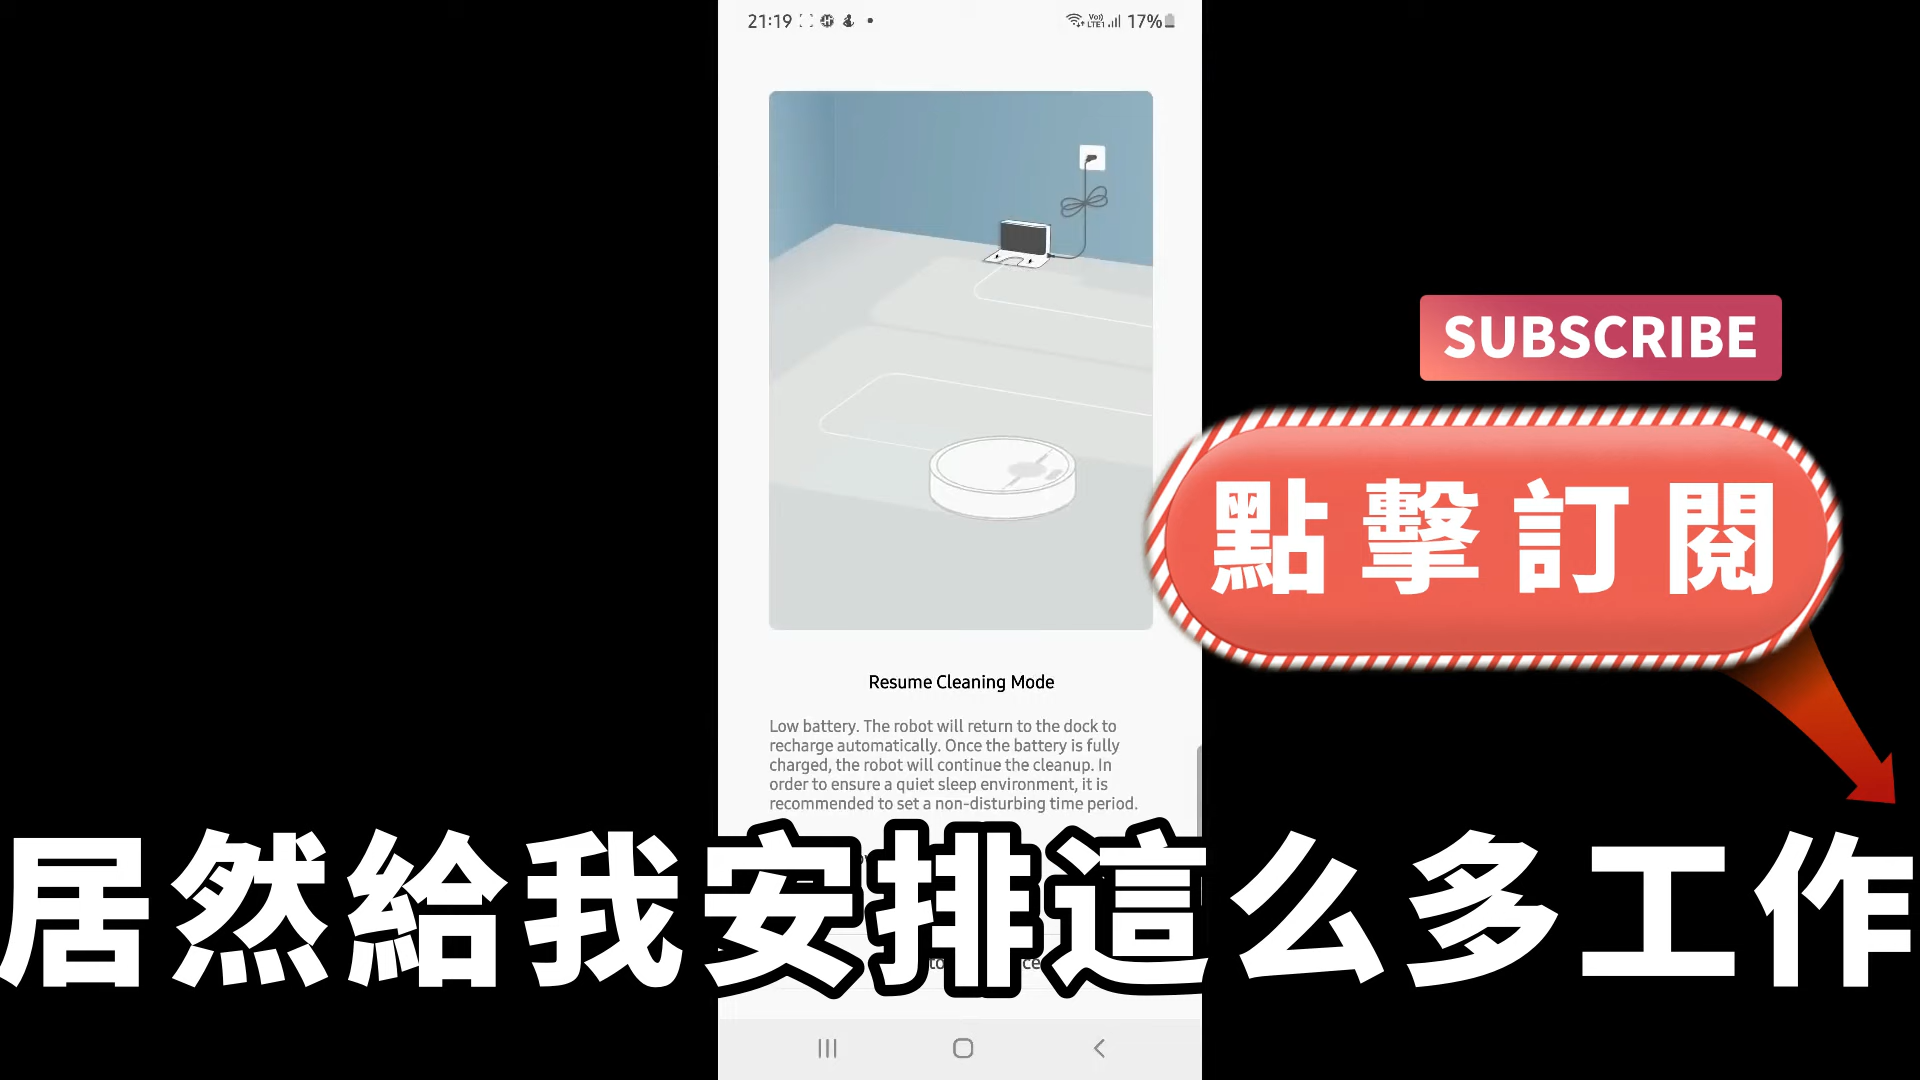 21:19
Vo)) LTE1 17%
SUBSCRIBE
點擊訂閱
Resume Cleaning Mode
Low battery. The robot will return to the dock to
recharge automatically. Once the battery is fully
charged, the robot will continue the cleanup. In
order to ensure a quiet sleep environment, it is
recommended to set a non-disturbing time period.
居然給我安排這么多工作